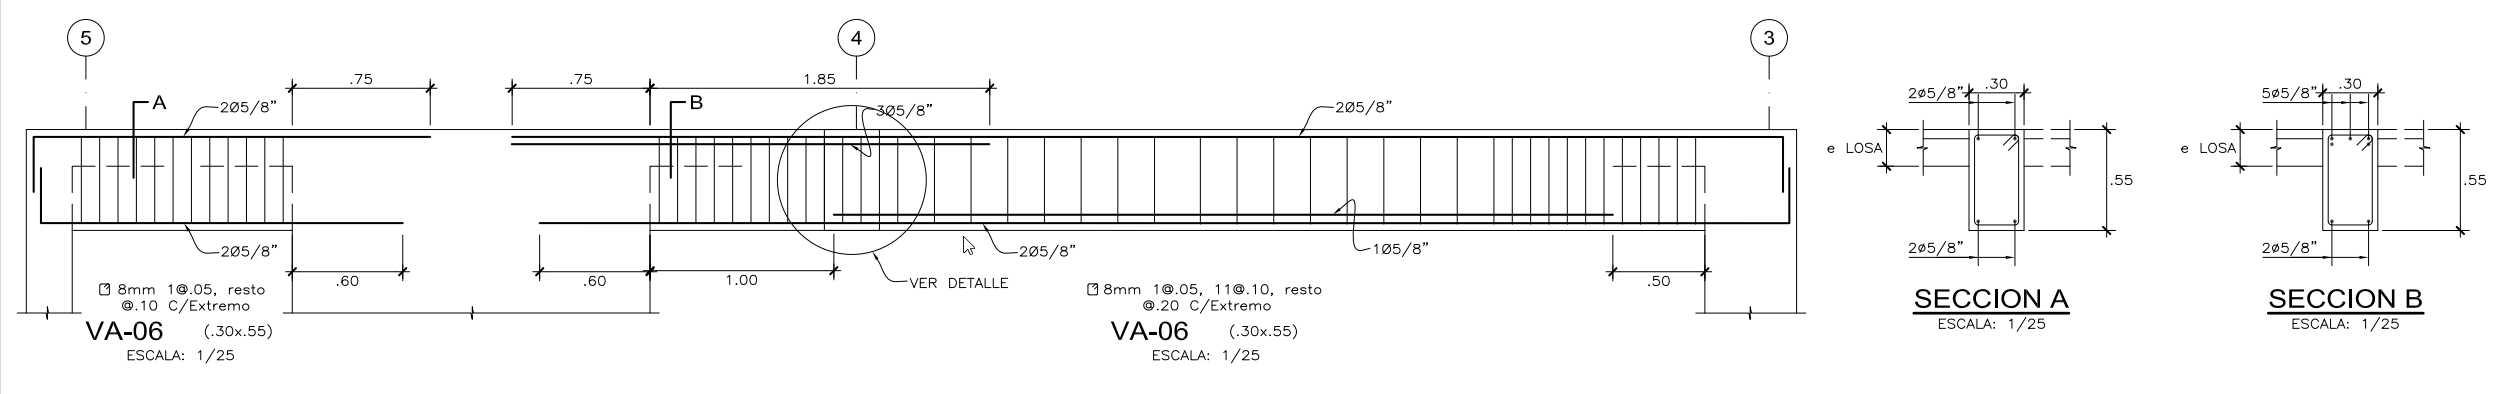 5
4
3
.75
.75
1.85
A
2Ø5/8"
B
3Ø5/8"
2Ø5/8"
2Ø5/8"
.60
.60
1.00
2Ø5/8"
1Ø5/8"
.50
VER DETALLE
8mm 1@.05, resto
@.10 C/Extremo
VA-06 (.30x.55)
ESCALA: 1/25
8mm 1@.05, 11@.10, resto
@.20 C/Extremo
VA-06 (.30x.55)
ESCALA: 1/25
.30
2ø5/8"
e LOSA
.55
2ø5/8"
SECCION A
ESCALA: 1/25
.30
5ø5/8"
e LOSA
.55
2ø5/8"
SECCION B
ESCALA: 1/25